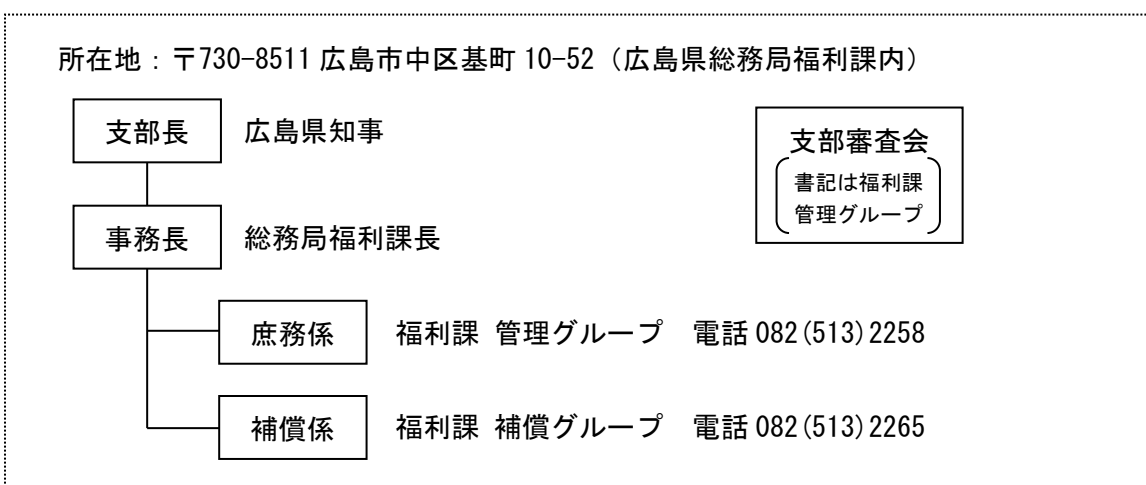 所在地：〒730-8511 広島市中区基町 10-52（広島県総務局福利課内）
支部長 広島県知事
支部審査会
書記は福利課
管理グループ
事務長 総務局福利課長
庶務係 福利課 管理グループ 電話 082(513)2258
補償係 福利課 補償グループ 電話 082(513)2265